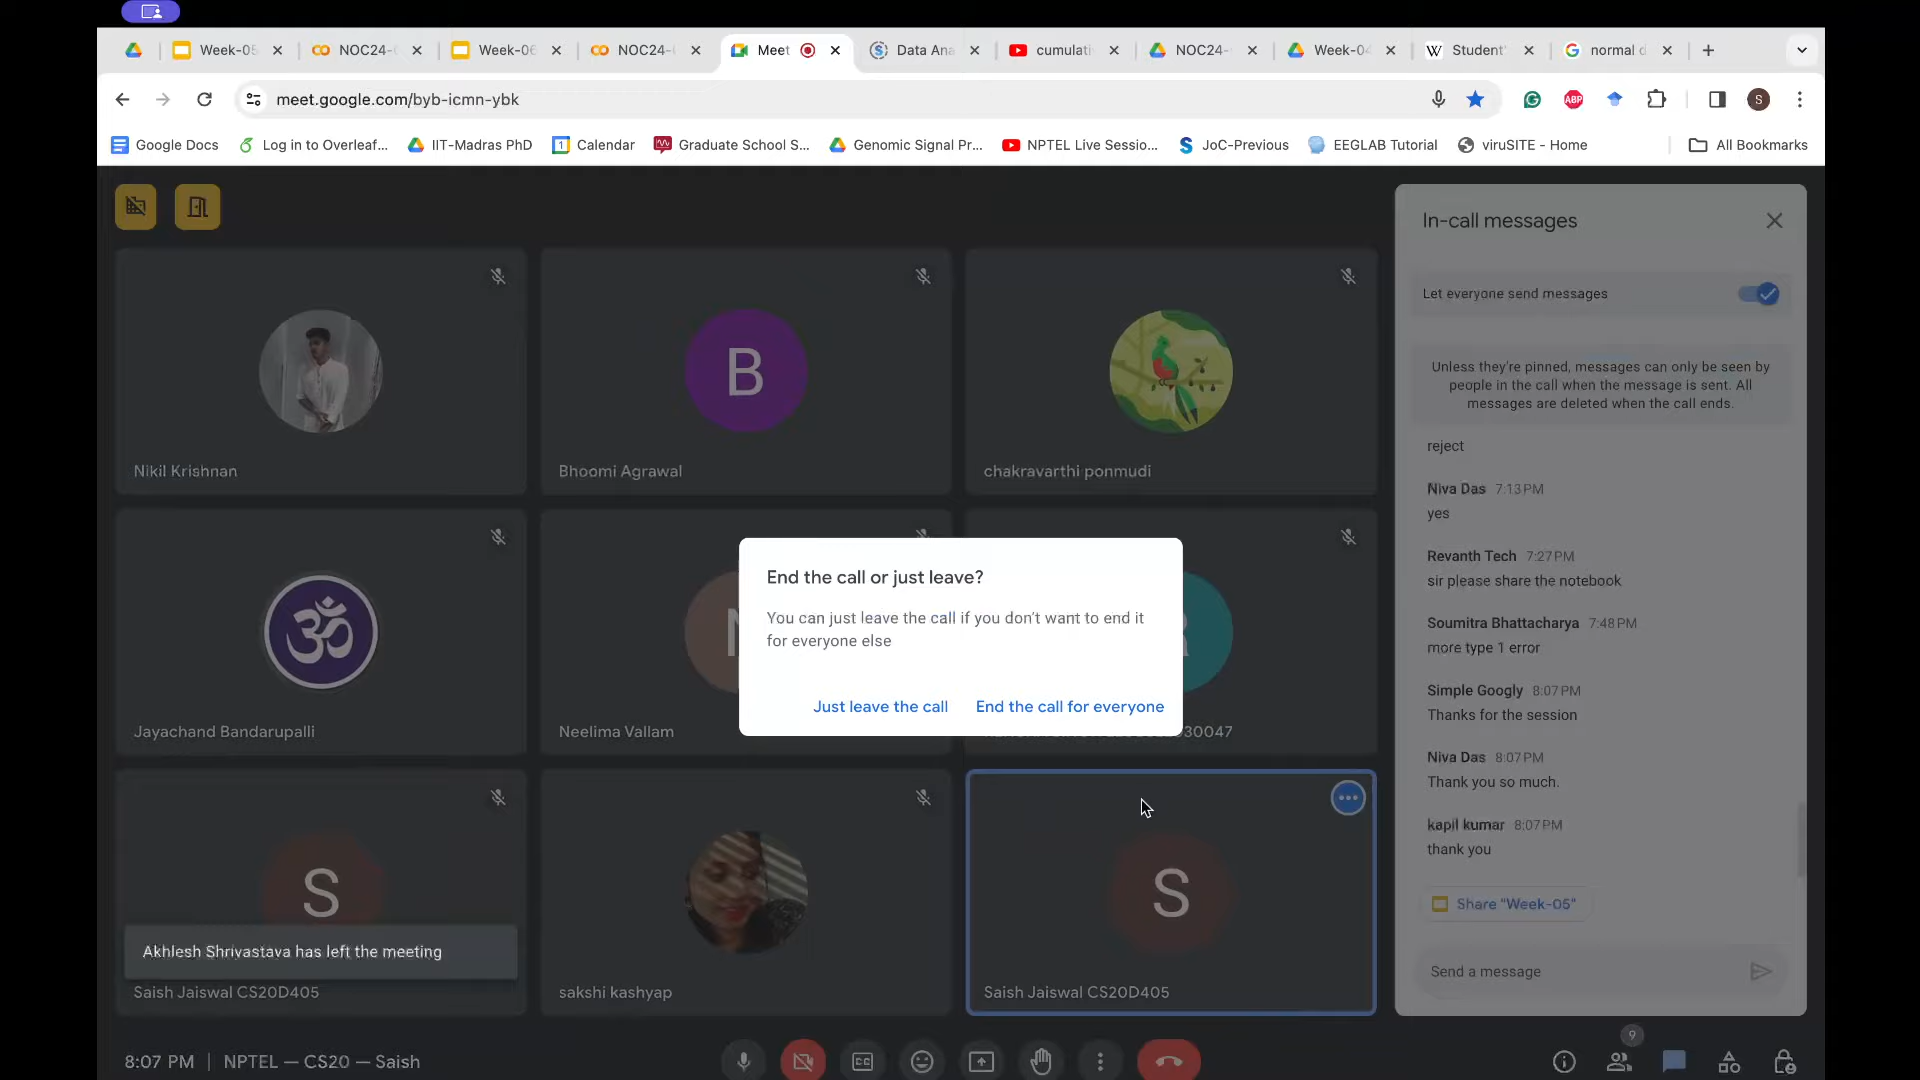 Week-05
NOC24-
Week-06
NOC24-
Meet
Data Ana
cumulati
NOC24-
Week-04
Student'
normal d
meet.google.com/byb-icmn-ybk
ABP
S
Google Docs
Log in to Overleaf...
IIT-Madras PhD
Calendar
Graduate School S...
Genomic Signal Pr...
NPTEL Live Sessio...
JoC-Previous
EEGLAB Tutorial
viruSITE - Home
All Bookmarks
In-call messages
Let everyone send messages
Unless they're pinned, messages can only be seen by
people in the call when the message is sent. All
messages are deleted when the call ends.
reject
Niva Das 7:13 PM
yes
Revanth Tech 7:27 PM
sir please share the notebook
Soumitra Bhattacharya 7:48 PM
more type 1 error
Simple Googly 8:07 PM
Thanks for the session
Niva Das 8:07 PM
Thank you so much.
kapil kumar 8:07 PM
thank you
Share "Week-05"
Send a message
Nikil Krishnan
B
Bhoomi Agrawal
chakravarthi ponmudi
ॐ
Jayachand Bandarupalli
Neelima Vallam
30047
End the call or just leave?
You can just leave the call if you don't want to end it
for everyone else
Just leave the call
End the call for everyone
S
Akhlesh Shrivastava has left the meeting
Saish Jaiswal CS20D405
sakshi kashyap
S
Saish Jaiswal CS20D405
8:07 PM | NPTEL — CS20 — Saish
CC
9